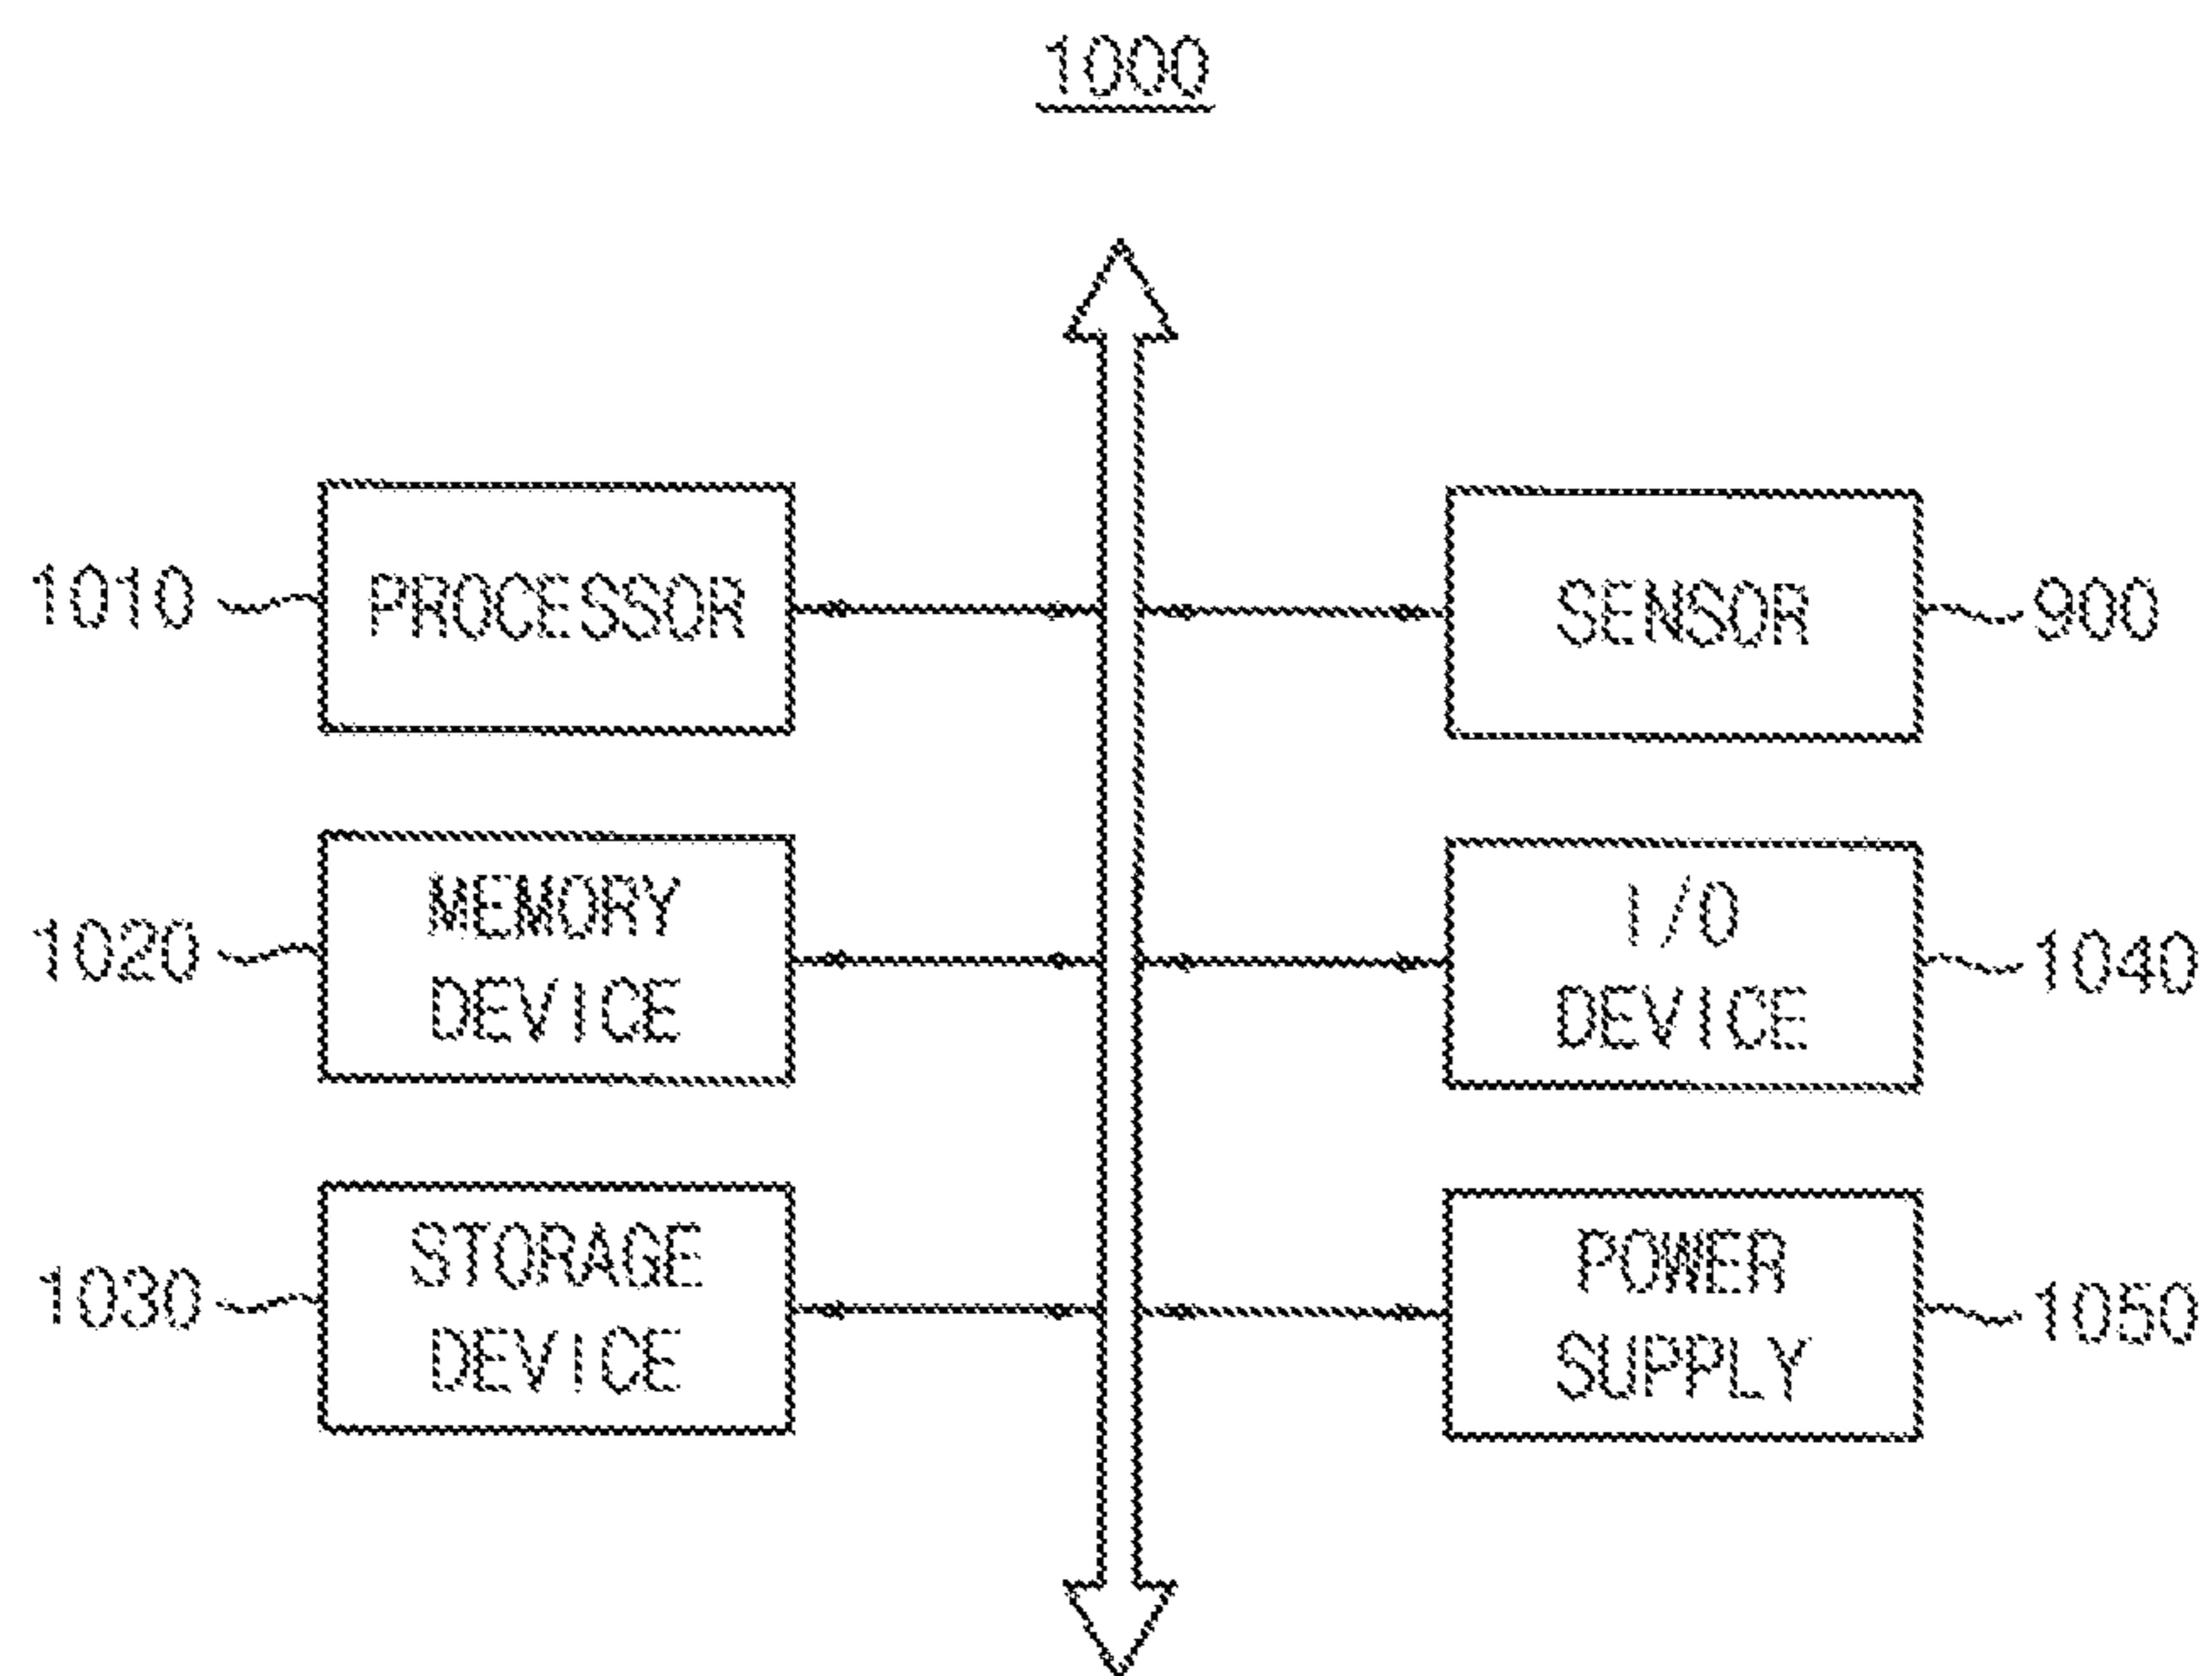 1000
1010
PROCESSOR
SENSOR
900
1020
MEMORY
DEVICE
I/O
DEVICE
1040
1030
STORAGE
DEVICE
POWER
SUPPLY
1050